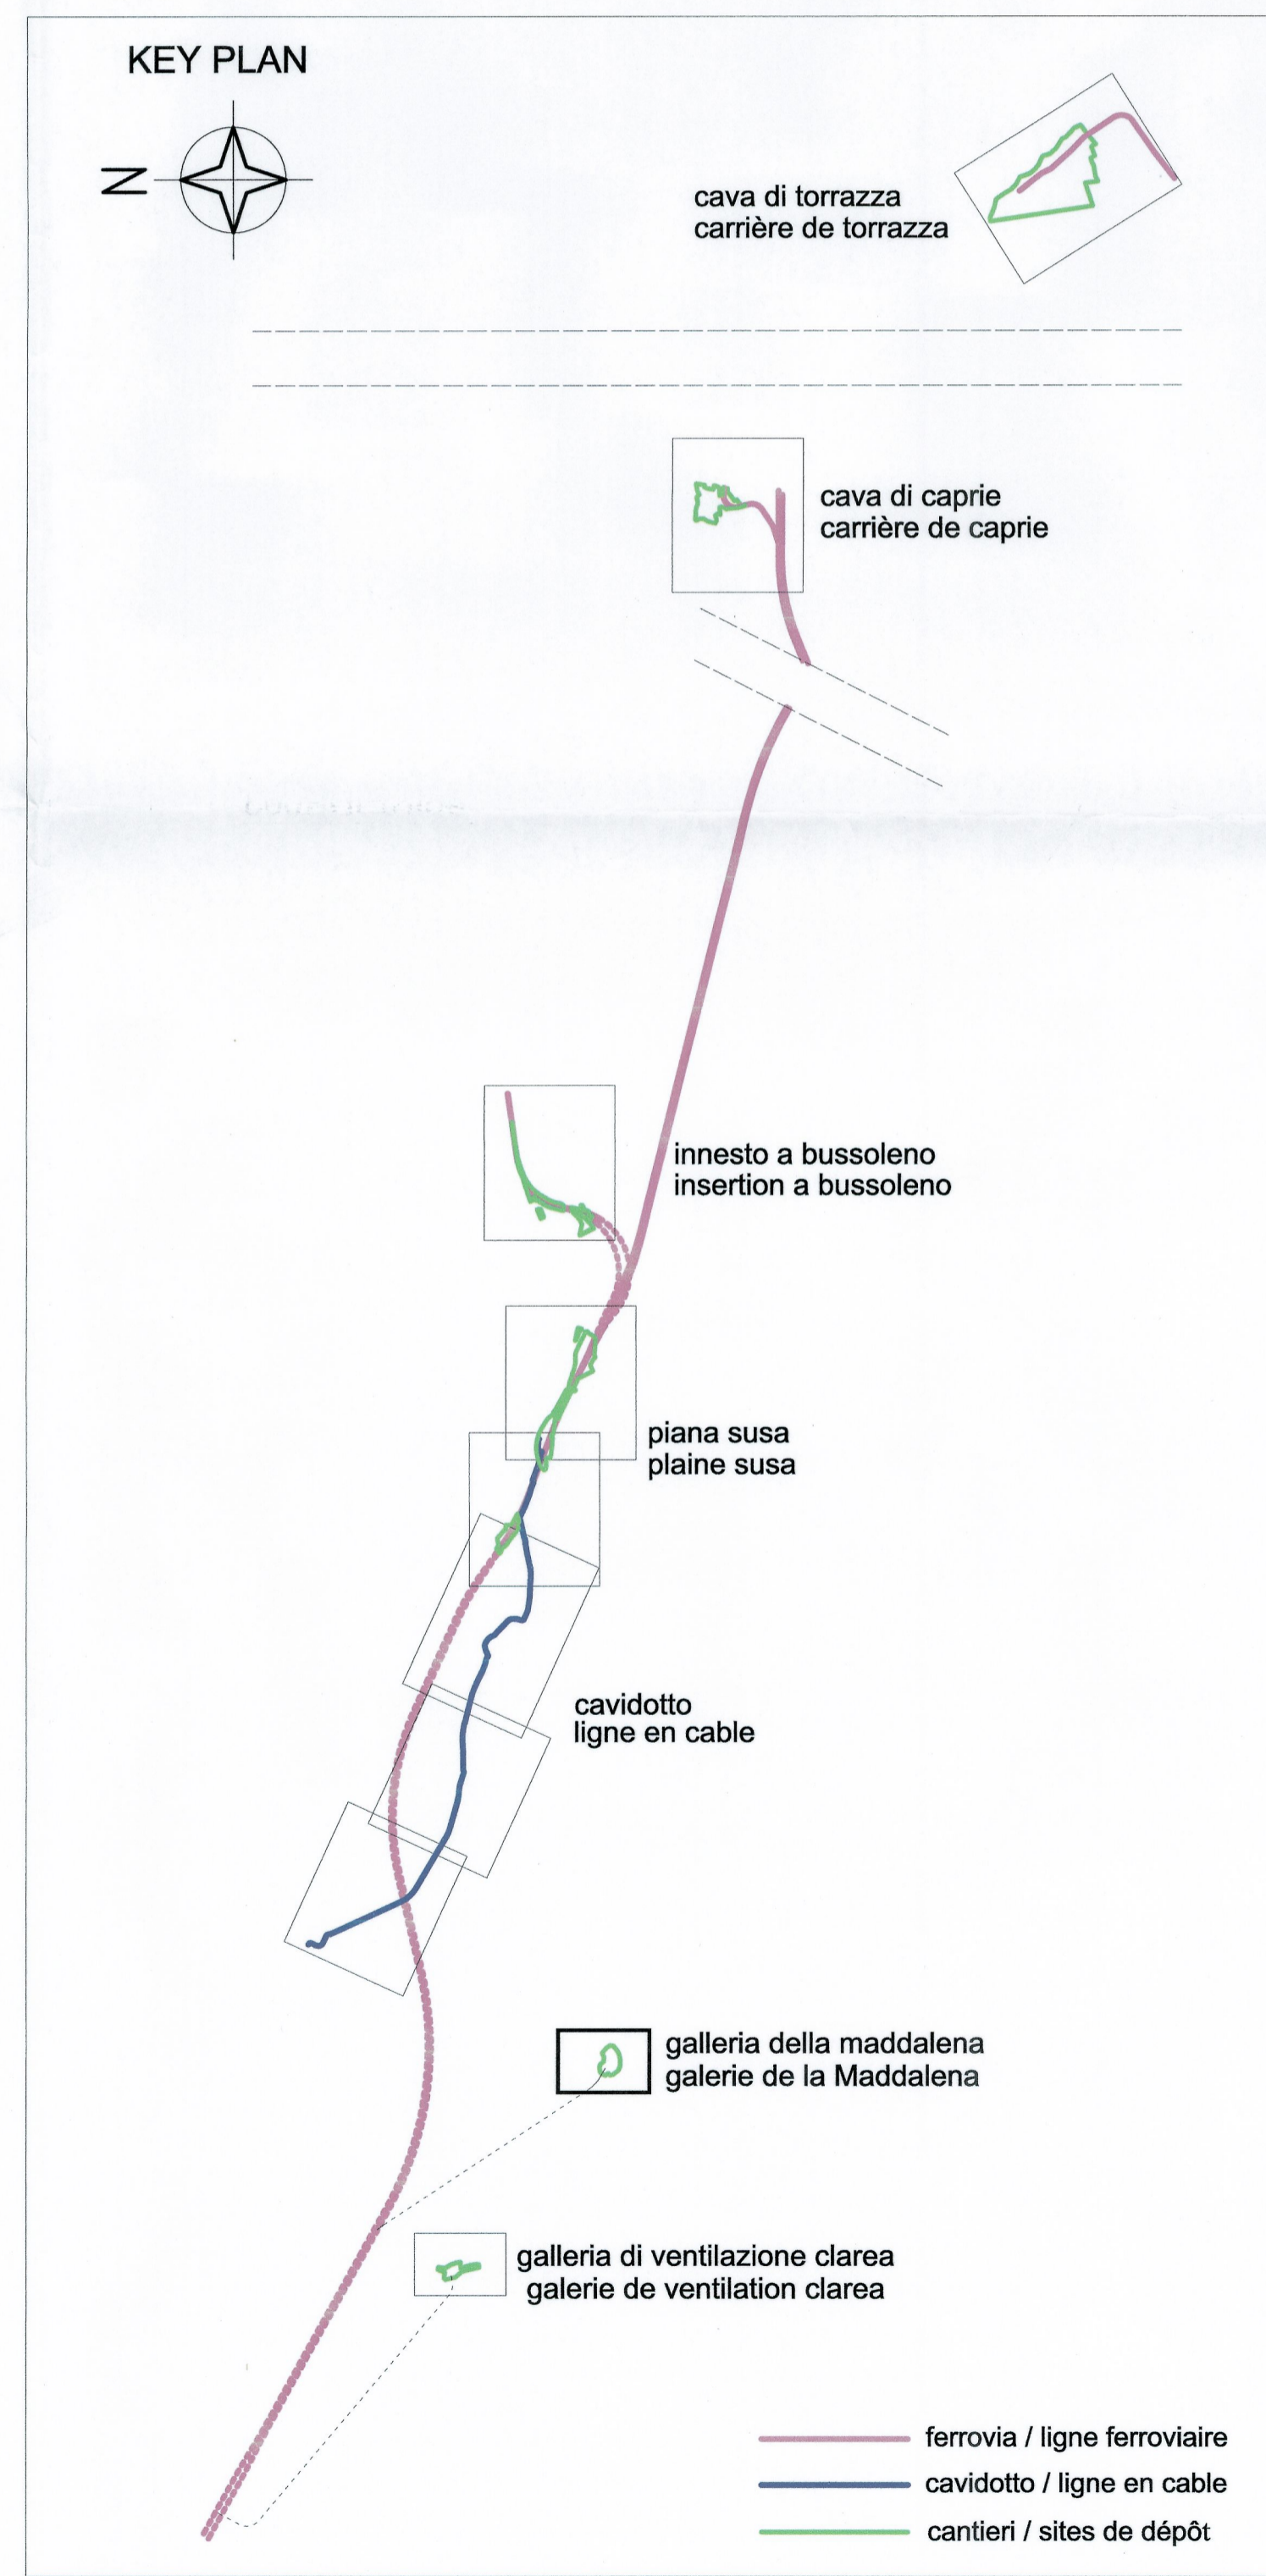 KEY PLAN
N
cava di torrazza
carrière de torrazza
cava di caprie
carrière de caprie
innesto a bussoleno
insertion a bussoleno
piana susa
plaine susa
cavidotto
ligne en cable
galleria della maddalena
galerie de la Maddalena
galleria di ventilazione clarea
galerie de ventilation clarea
ferrovia / ligne ferroviaire
cavidotto / ligne en cable
cantieri / sites de dépôt